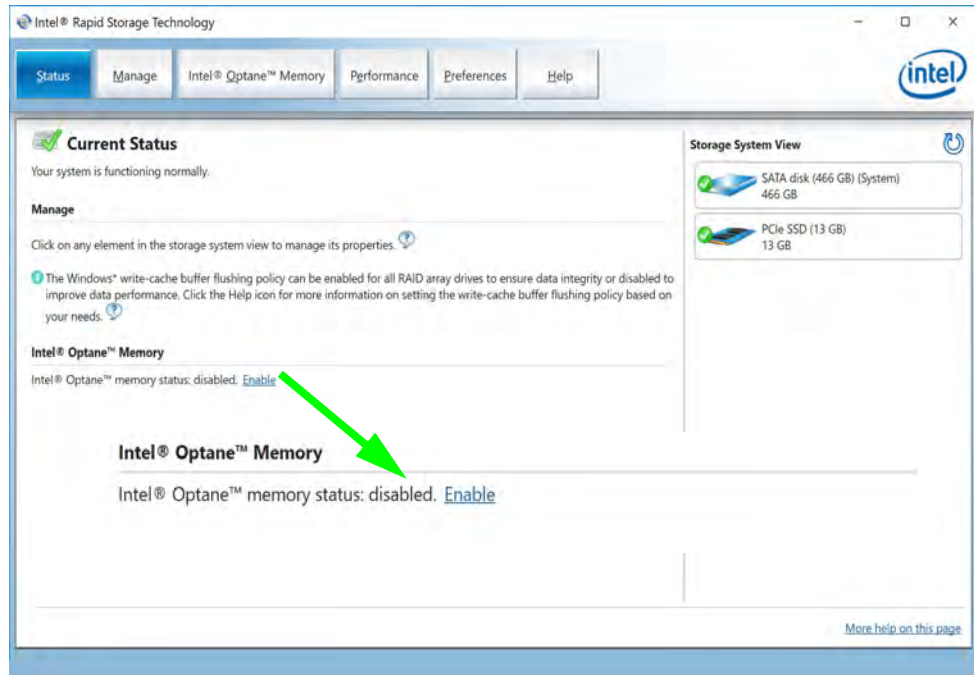 Intel® Rapid Storage Technology
Status
Manage
Intel® Optane™ Memory
Performance
Preferences
Help
intel
Current Status
Your system is functioning normally.
Manage
Click on any element in the storage system view to manage its properties. ?
The Windows* write-cache buffer flushing policy can be enabled for all RAID array drives to ensure data integrity or disabled to
improve data performance. Click the Help icon for more information on setting the write-cache buffer flushing policy based on
your needs. ?
Intel® Optane™ Memory
Intel® Optane™ memory status: disabled. Enable
Intel® Optane™ Memory
Intel® Optane™ memory status: disabled. Enable
Storage System View
SATA disk (466 GB) (System)
466 GB
PCIe SSD (13 GB)
13 GB
More help on this page